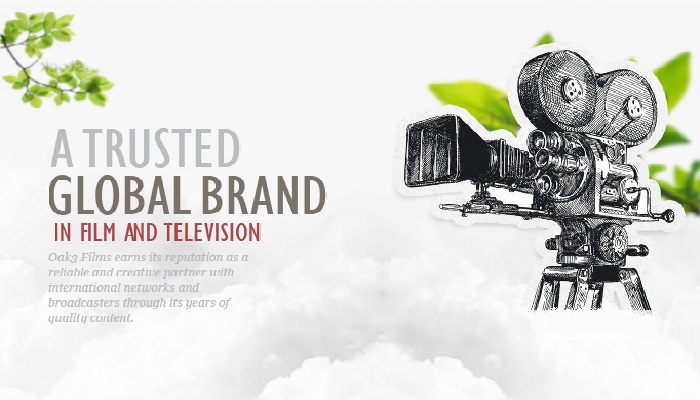 A TRUSTED
GLOBAL BRAND
IN FILM AND TELEVISION
Oak3 Films earns its reputation as a
reliable and creative partner with
international networks and
broadcasters through its years of
quality content.